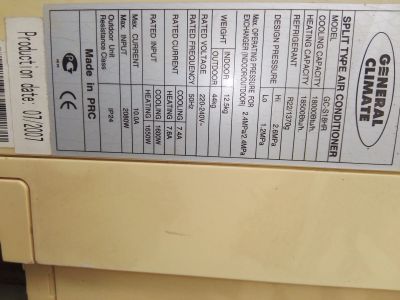 GENERAL
CLIMATE
SPLIT TYPE AIR CONDITIONER
MODEL GC-S18HR
COOLING CAPACITY 18000Btu/h
HEATING CAPACITY 18500Btu/h
REFRIGERANT R22/1370g
DESIGN PRESSURE Hi 2.6MPa
Lo 1.2MPa
Max. OPERATING PRESSURE FOR
EXCHANGER (INDOOR/OUTDOOR) 2.4MPa/2.4MPa
WEIGHT INDOOR 12.5kg
OUTDOOR 44kg
RATED VOLTAGE 220-240V~
RATED FREQUENCY 50Hz
RATED CURRENT COOLING 7.4A
HEATING 7.6A
RATED INPUT COOLING 1600W
HEATING 1650W
Max. CURRENT 10.0A
Max. INPUT 2080W
Outdoor Unit
Resistance Class IP24
PC CE
Made in PRC
Production date: 07/2007